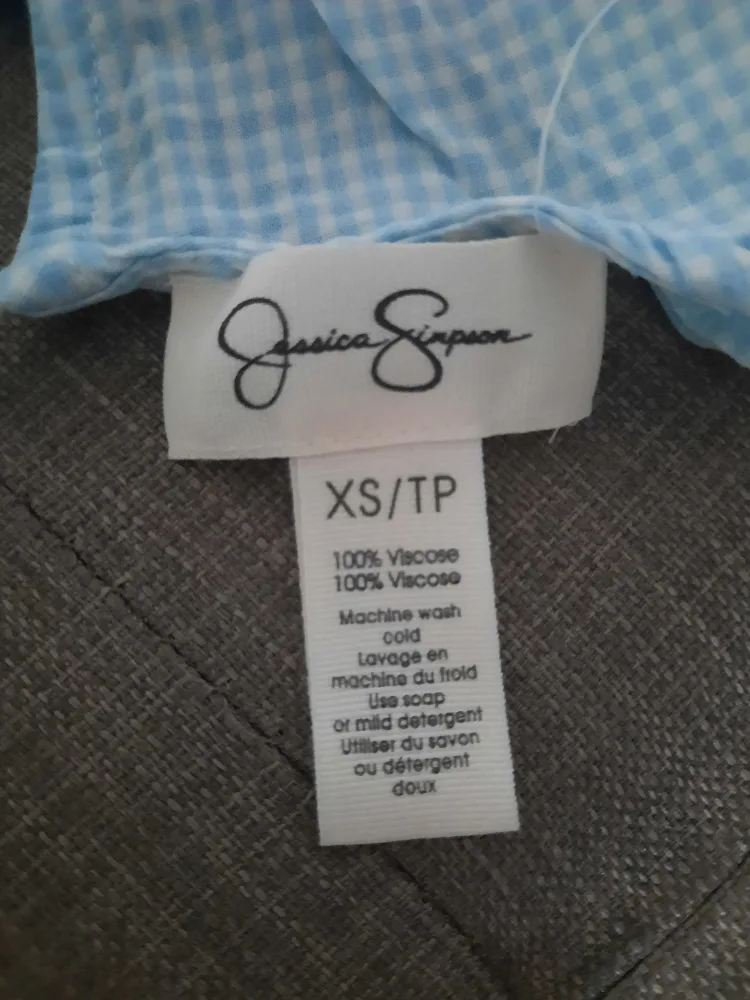 Jessica Simpson
XS/TP
100% Viscose
100% Viscose
Machine wash
cold
Lavage en
machine du froid
Use soap
or mild detergent
Utiliser du savon
ou détergent
doux